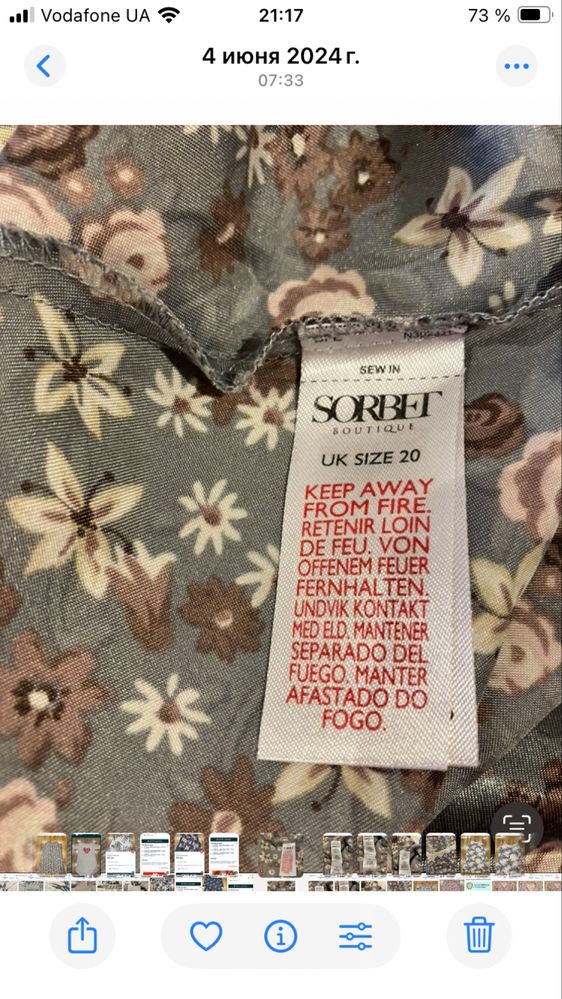 Vodafone UA
21:17
73 %
4 июня 2024 г.
07:33
SEW IN
SORBET
BOUTIQUE
UK SIZE 20
KEEP AWAY
FROM FIRE.
RETENIR LOIN
DE FEU. VON
OFFENEM FEUER
FERNHALTEN.
UNDVIK KONTAKT
MED ELD. MANTENER
SEPARADO DEL
FUEGO. MANTER
AFASTADO DO
FOGO.